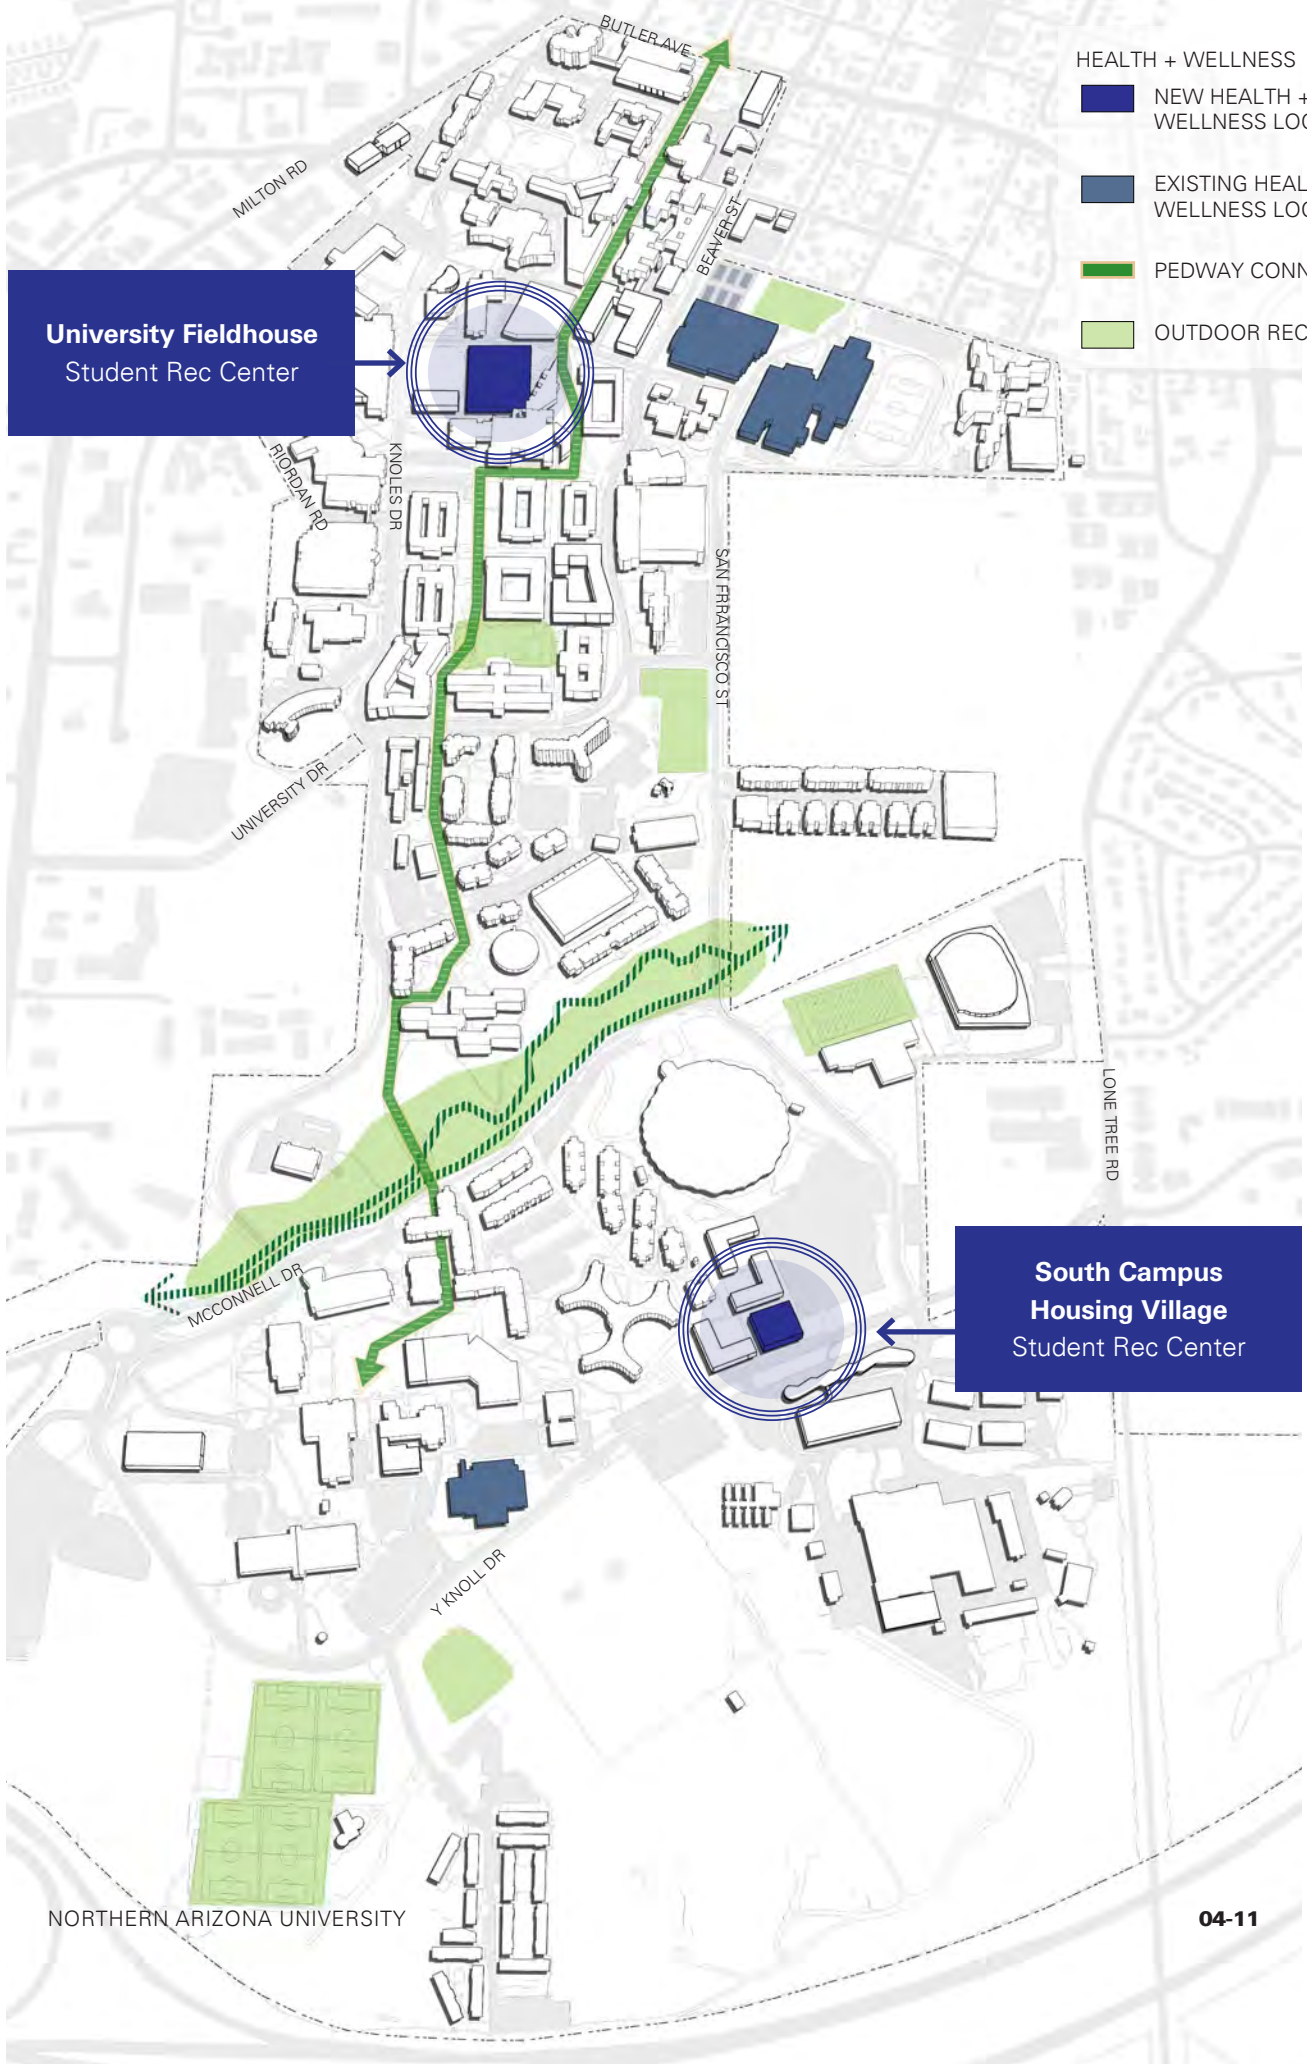 BUTLER AVE
HEALTH + WELLNESS
NEW HEALTH +
WELLNESS LOC
EXISTING HEAL
WELLNESS LOC
PEDWAY CONN
OUTDOOR REC
MILTON RD
BEAVER ST
University Fieldhouse
Student Rec Center
RIORDAN RD
KNOLES DR
SAN FRRANCISCO ST
UNIVERSITY DR
LONE TREE RD
MCCONNELL DR
South Campus
Housing Village
Student Rec Center
Y KNOLL DR
NORTHERN ARIZONA UNIVERSITY
04-11